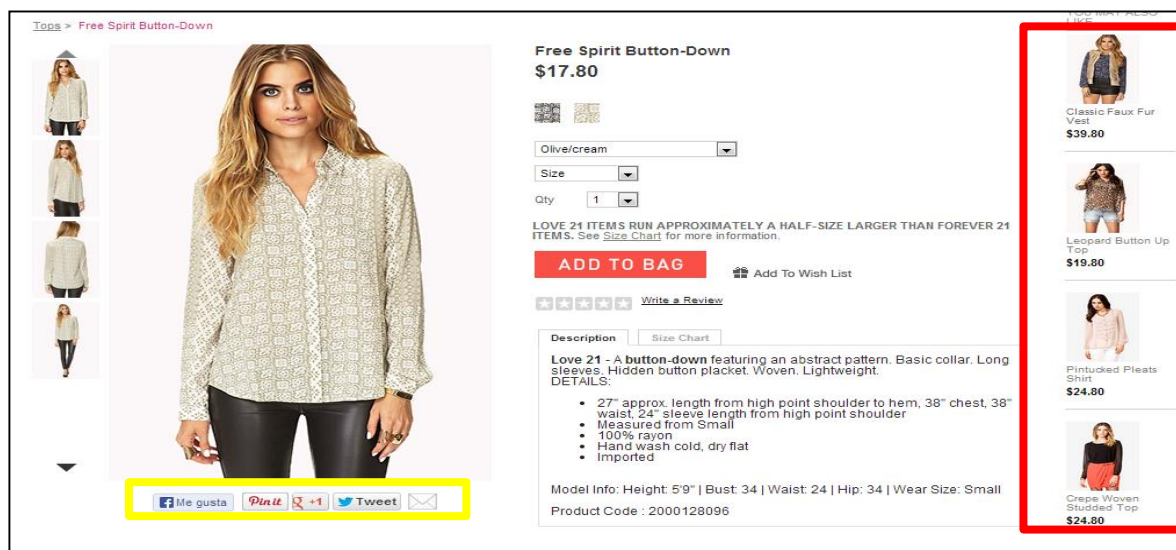 Tops > Free Spirit Button-Down
Free Spirit Button-Down
$17.80
Olive/cream
Size
Qty 1
LOVE 21 ITEMS RUN APPROXIMATELY A HALF-SIZE LARGER THAN FOREVER 21
ITEMS. See Size Chart for more information.
ADD TO BAG
Add To Wish List
Write a Review
Description Size Chart
Love 21 - A button-down featuring an abstract pattern. Basic collar. Long
sleeves. Hidden button placket. Woven. Lightweight.
DETAILS:
• 27" approx. length from high point shoulder to hem, 38" chest, 38"
waist, 24" sleeve length from high point shoulder
• Measured from Small
• 100% rayon
• Hand wash cold, dry flat
• Imported
Model Info: Height: 5'9" | Bust: 34 | Waist: 24 | Hip: 34 | Wear Size: Small
Product Code : 2000128096
Me gusta Pin it g +1 Tweet
YOU MAY ALSO
LIKE
Classic Faux Fur
Vest
$39.80
Leopard Button Up
Top
$19.80
Pintucked Pleats
Shirt
$24.80
Crepe Woven
Studded Top
$24.80